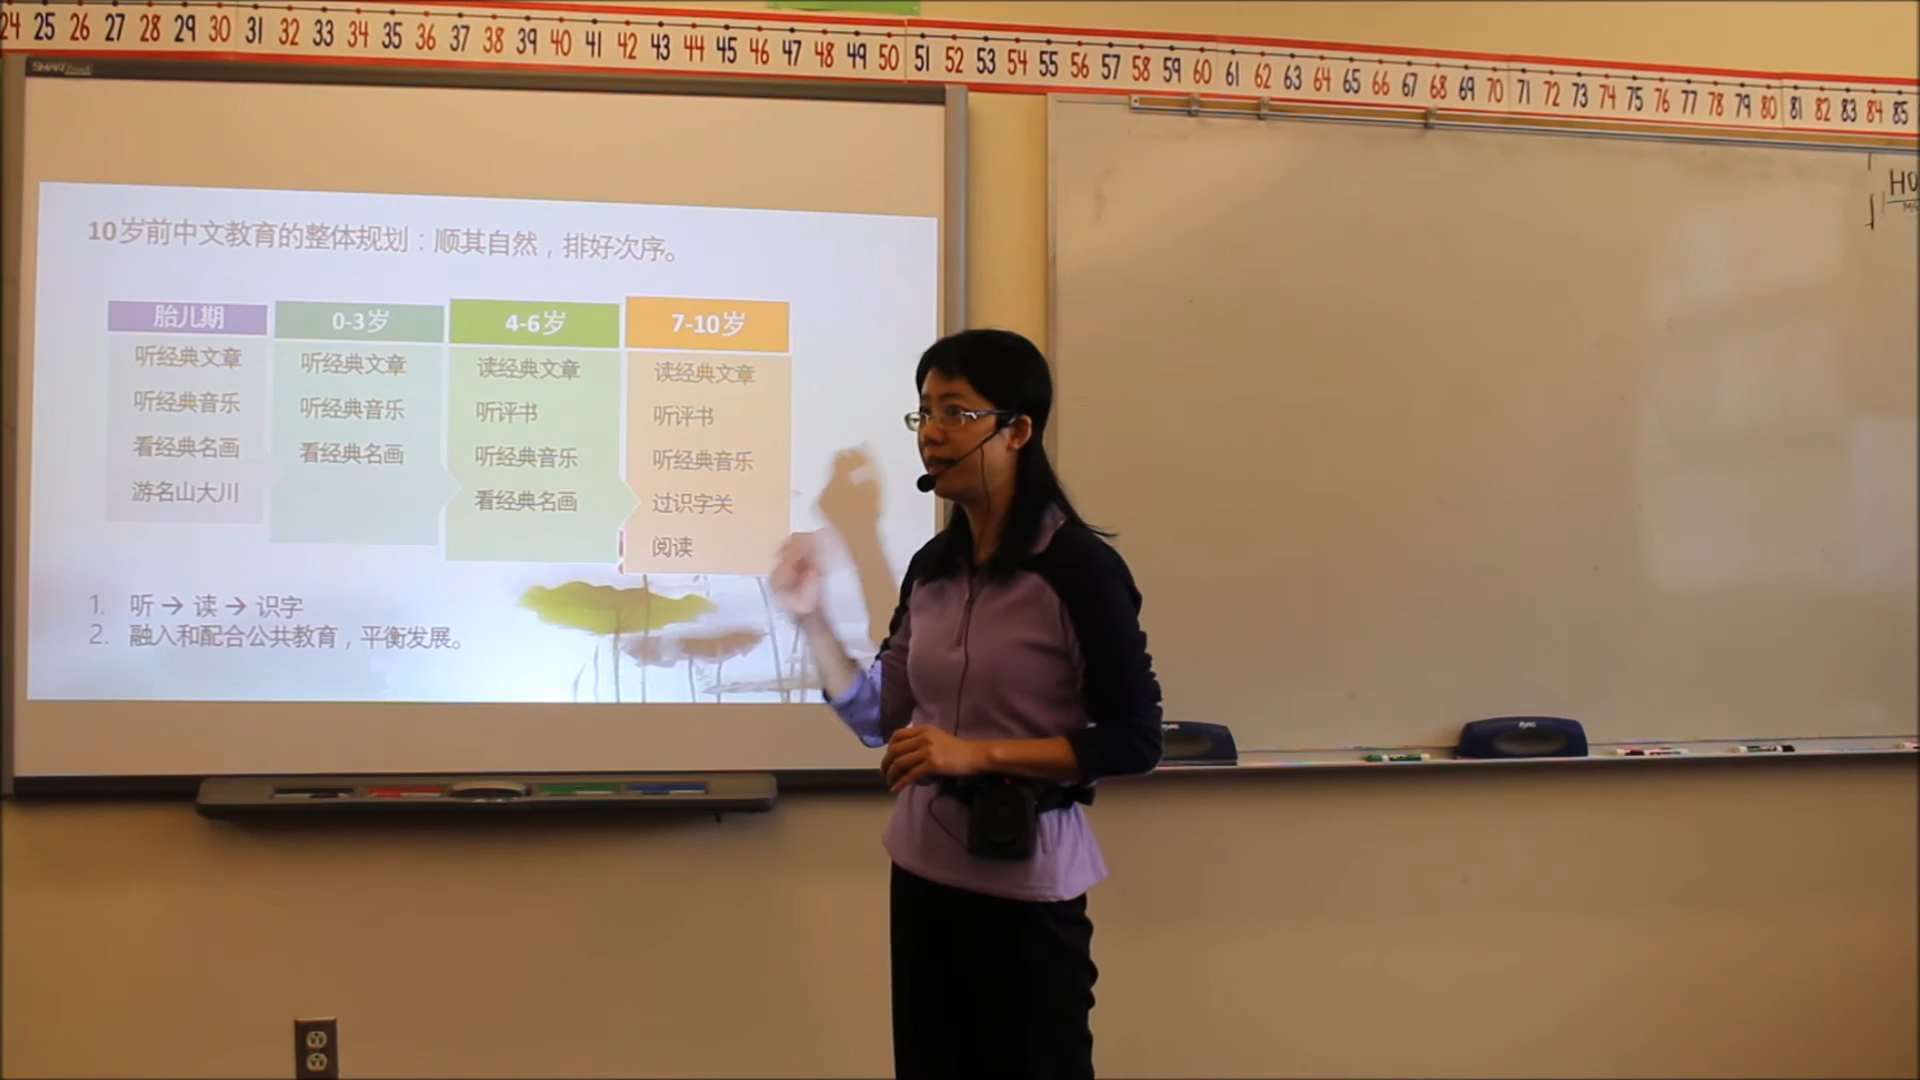 24 25 26 27 28 29 30 31 32 33 34 35 36 37 38 39 40 41 42 43 44 45 46 47 48 49 50 51 52 53 54 55 56 57 58 59 60 61 62 63 64 65 66 67 68 69 70 71 72 73 74 75 76 77 78 79 80 81 82 83 84 85
10岁前中文教育的整体规划：顺其自然，排好次序。
胎儿期
听经典文章
听经典音乐
看经典名画
游名山大川
0-3岁
听经典文章
听经典音乐
看经典名画
4-6岁
读经典文章
听评书
听经典音乐
看经典名画
7-10岁
读经典文章
听评书
听经典音乐
过识字关
阅读
1. 听 → 读 → 识字
2. 融入和配合公共教育，平衡发展。
HO